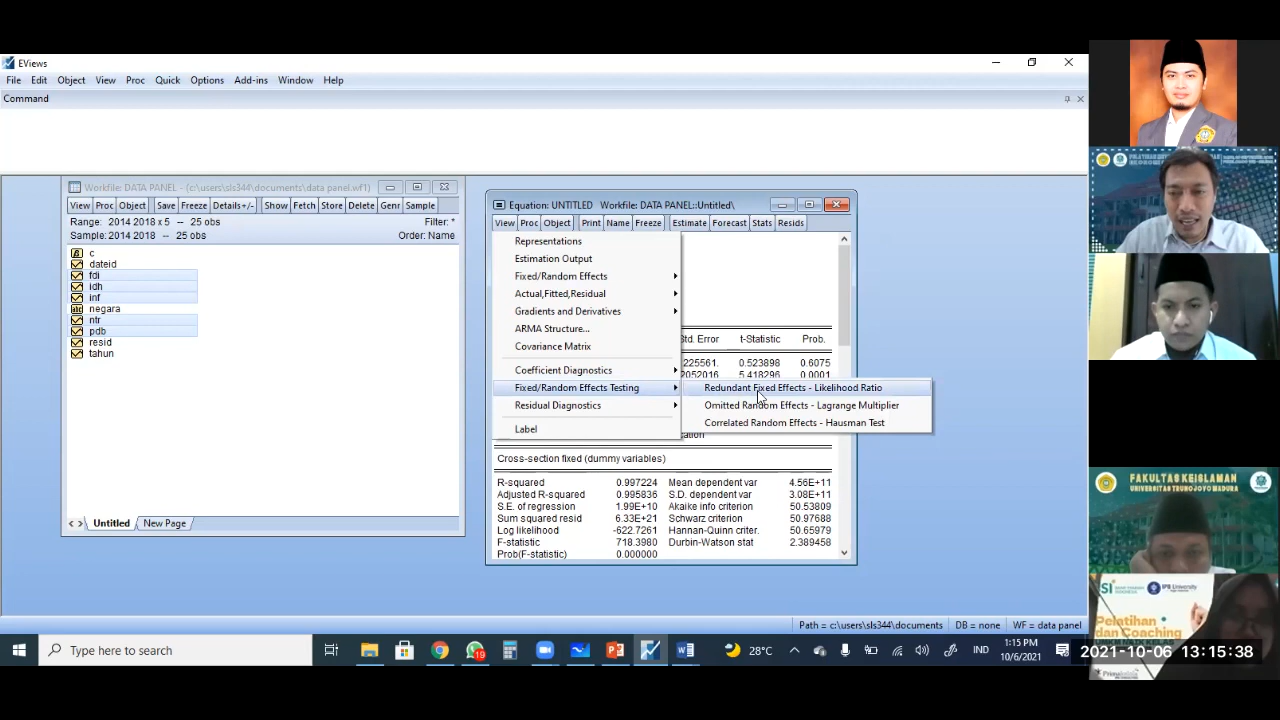 EViews
File Edit Object View Proc Quick Options Add-ins Window Help
Command
Workfile: DATA PANEL - (c:\users\sls344\documents\data panel.wf1)
View Proc Object Save Freeze Details+/- Show Fetch Store Delete Genr Sample
Range: 2014 2018 x 5 -- 25 obs Filter: *
Sample: 2014 2018 -- 25 obs Order: Name
c
dateid
fdi
idh
inf
negara
ntr
pdb
resid
tahun
Untitled New Page
Equation: UNTITLED Workfile: DATA PANEL::Untitled\
View Proc Object Print Name Freeze Estimate Forecast Stats Resids
Representations
Estimation Output
Fixed/Random Effects
Actual,Fitted,Residual
Gradients and Derivatives
ARMA Structure...
Covariance Matrix
Coefficient Diagnostics
Fixed/Random Effects Testing
Residual Diagnostics
Label
Std. Error t-Statistic Prob.
225561. 0.523898 0.6075
2052016 5.418296 0.0001
Redundant Fixed Effects - Likelihood Ratio
Omitted Random Effects - Lagrange Multiplier
Correlated Random Effects - Hausman Test
Cross-section fixed (dummy variables)
R-squared 0.997224 Mean dependent var 4.56E+11
Adjusted R-squared 0.995836 S.D. dependent var 3.08E+11
S.E. of regression 1.99E+10 Akaike info criterion 50.53809
Sum squared resid 6.33E+21 Schwarz criterion 50.97688
Log likelihood -622.7261 Hannan-Quinn criter. 50.65979
F-statistic 718.3980 Durbin-Watson stat 2.389458
Prob(F-statistic) 0.000000
Path = c:\users\sls344\documents DB = none WF = data panel
Type here to search
19
28°C
IND
1:15 PM
10/6/2021
2021-10-06 13:15:38
FAKULTAS KEISLAMAN
UNIVERSITAS TRUNOJOYO MADURA
IPB University
Pelatihan
dan Coaching